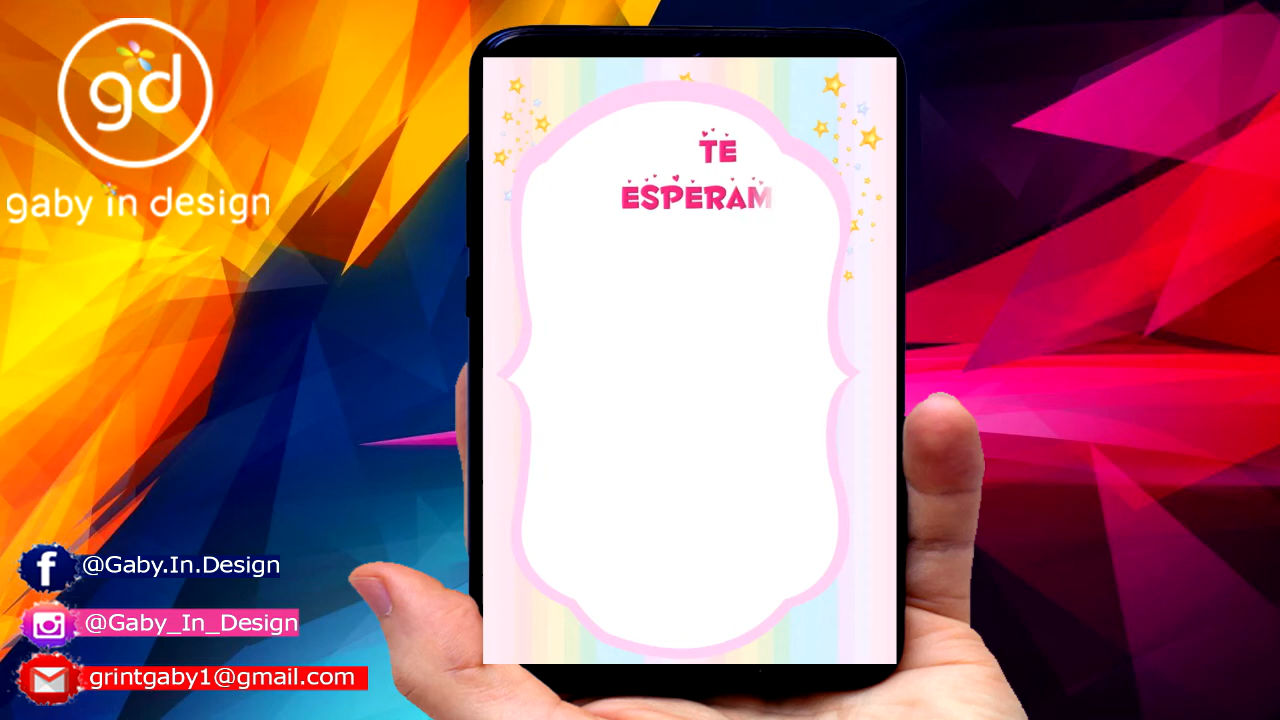 gd
gaby in design
TE
ESPERAM
@Gaby.In.Design
@Gaby_In_Design
grintgaby1@gmail.com